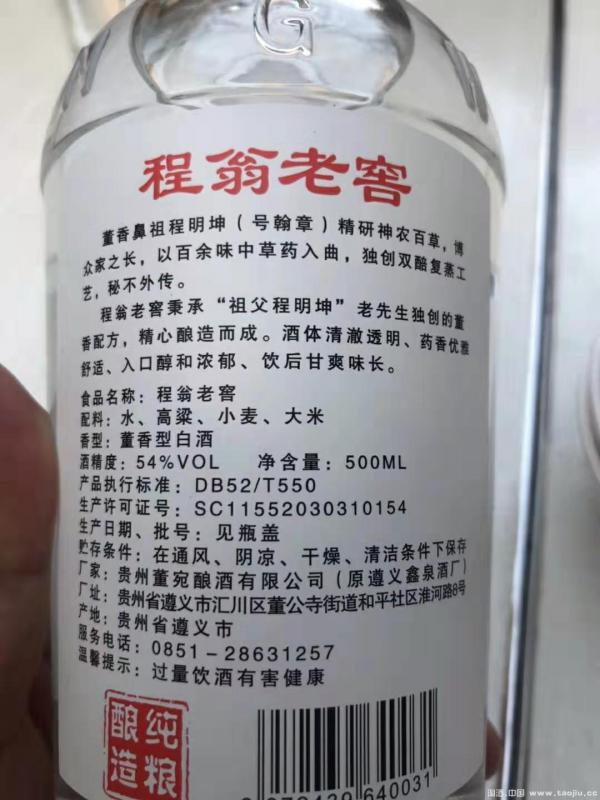 G
程翁老窖
董香鼻祖程明坤（号翰章）精研神农百草，博
众家之长，以百余味中草药入曲，独创双醅复蒸工
艺，秘不外传。
程翁老窖秉承“祖父程明坤”老先生独创的董
香配方，精心酿造而成。酒体清澈透明、药香优雅
舒适、入口醇和浓郁、饮后甘爽味长。
食品名称：程翁老窖
配料：水、高粱、小麦、大米
香型：董香型白酒
酒精度：54%VOL 净含量：500ML
产品执行标准：DB52/T550
生产许可证号：SC11552030310154
生产日期、批号：见瓶盖
贮存条件：在通风、阴凉、干燥、清洁条件下保存
厂家：贵州董宛酿酒有限公司（原遵义鑫泉酒厂）
厂址：贵州省遵义市汇川区董公寺街道和平社区淮河路8号
产地：贵州省遵义市
服务电话：0851-28631257
温馨提示：过量饮酒有害健康
纯粮
酿造
640031
淘酒.中国 www.taojiu.cc